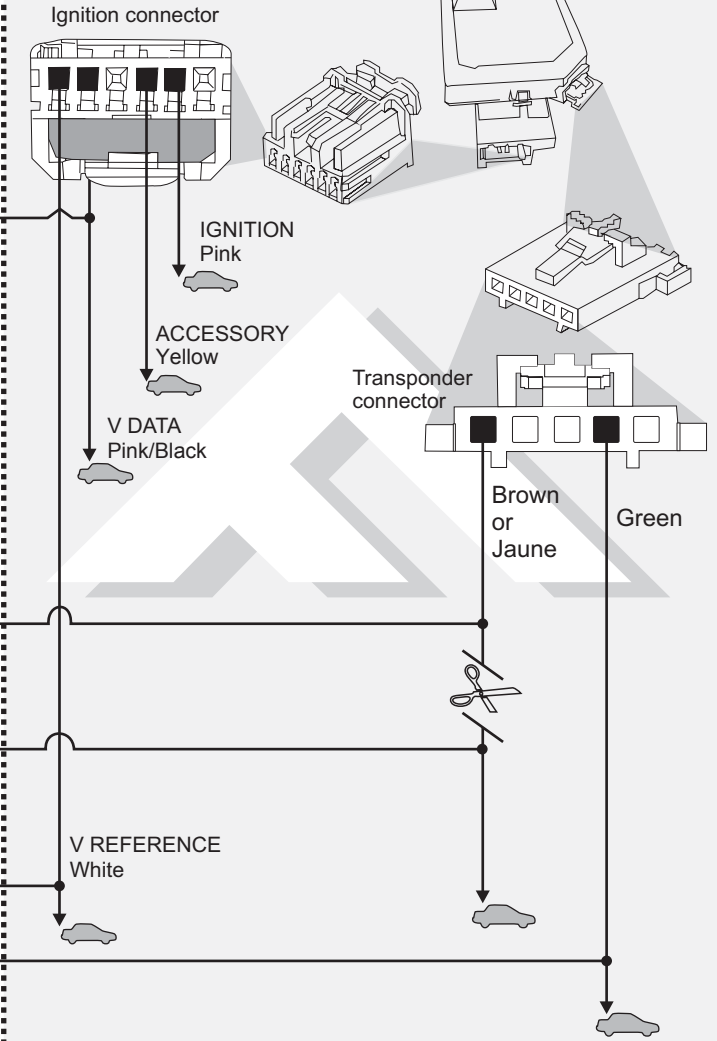 Ignition connector
IGNITION
Pink
ACCESSORY
Yellow
Transponder
connector
V DATA
Pink/Black
Brown
or
Jaune
Green
V REFERENCE
White